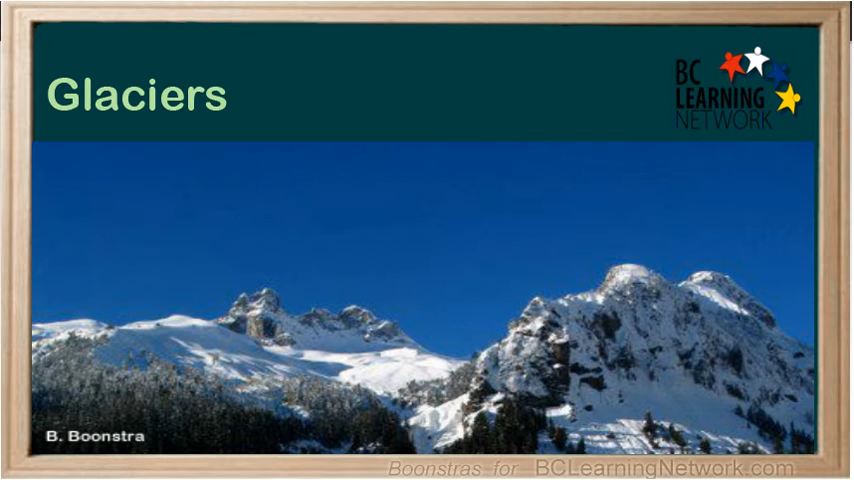 Glaciers
BC
LEARNING
NETWORK
B. Boonstra
Boonstras for BCLearningNetwork.com